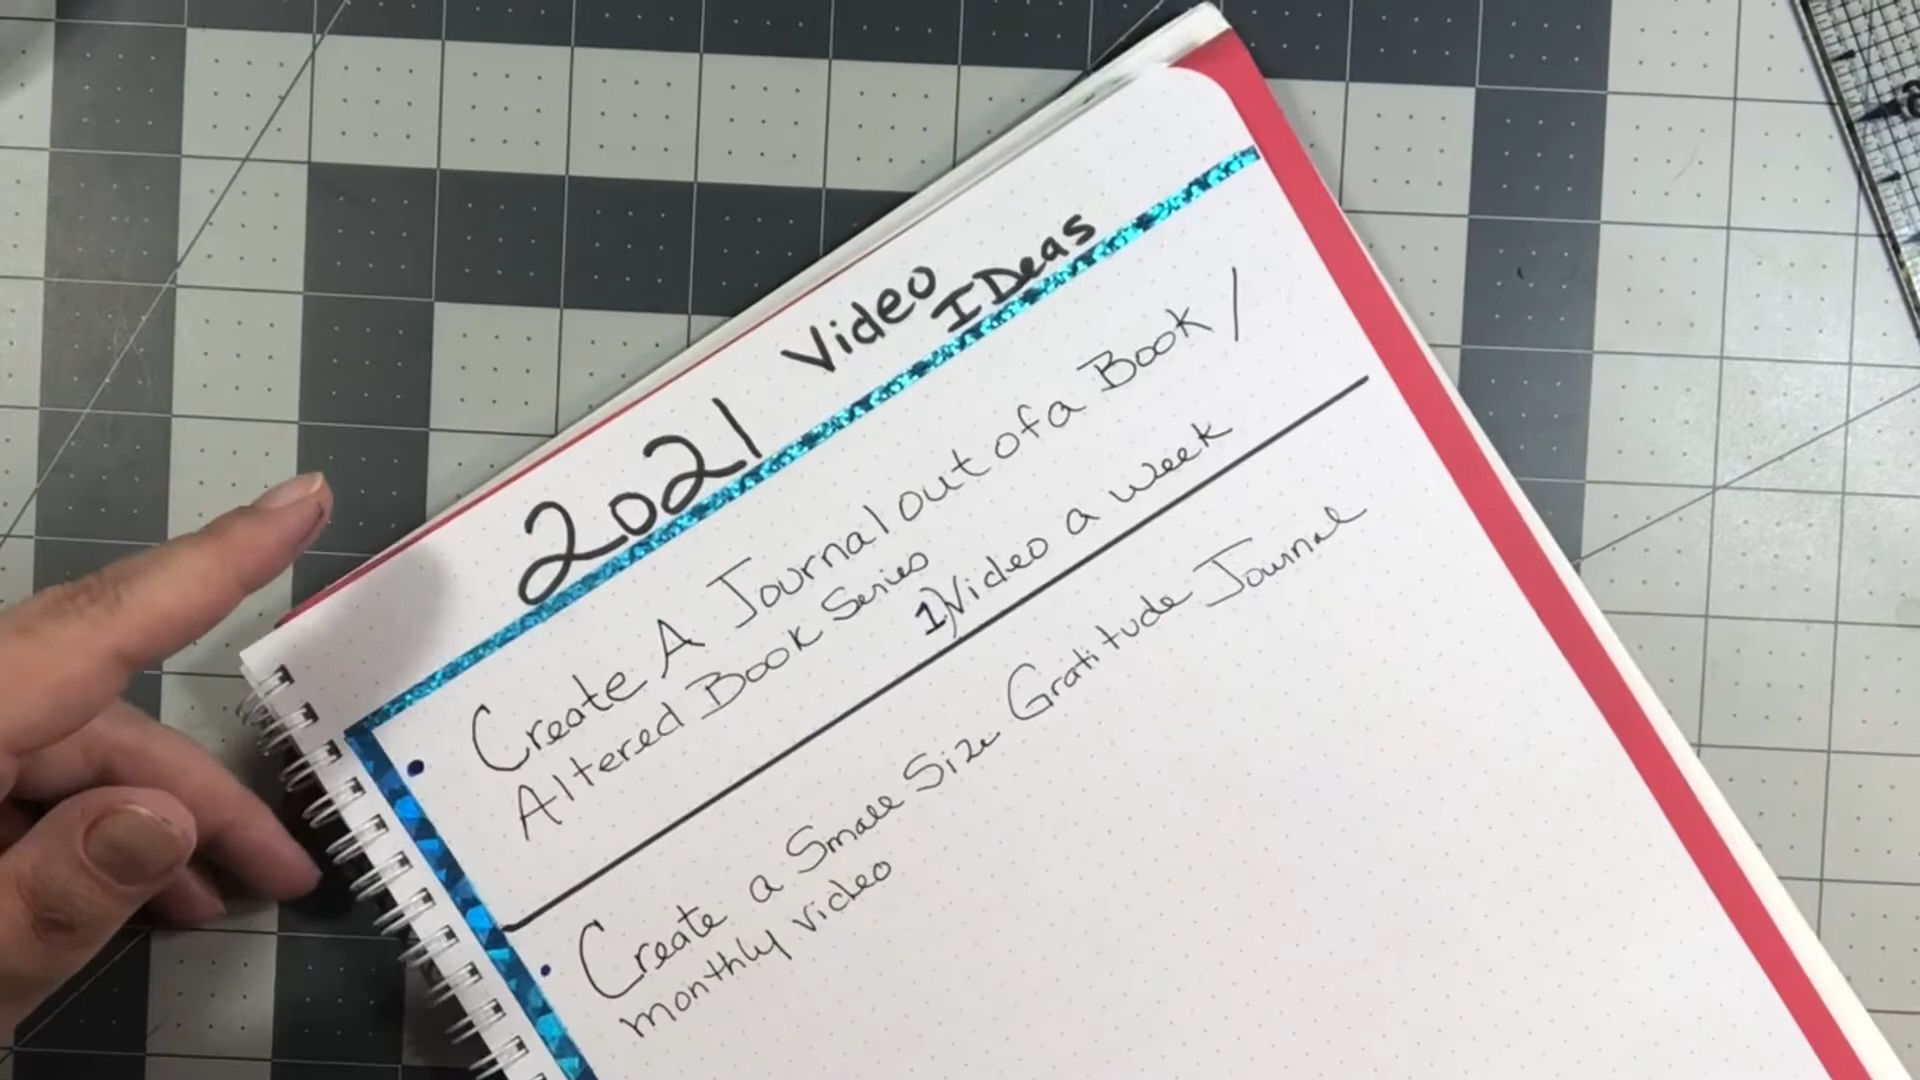 2021 Video
IDeas
• Create A Journal out of a Book /
Altered Book Series
1) Video a week
• Create a Small Size Gratitude Journal
monthly video